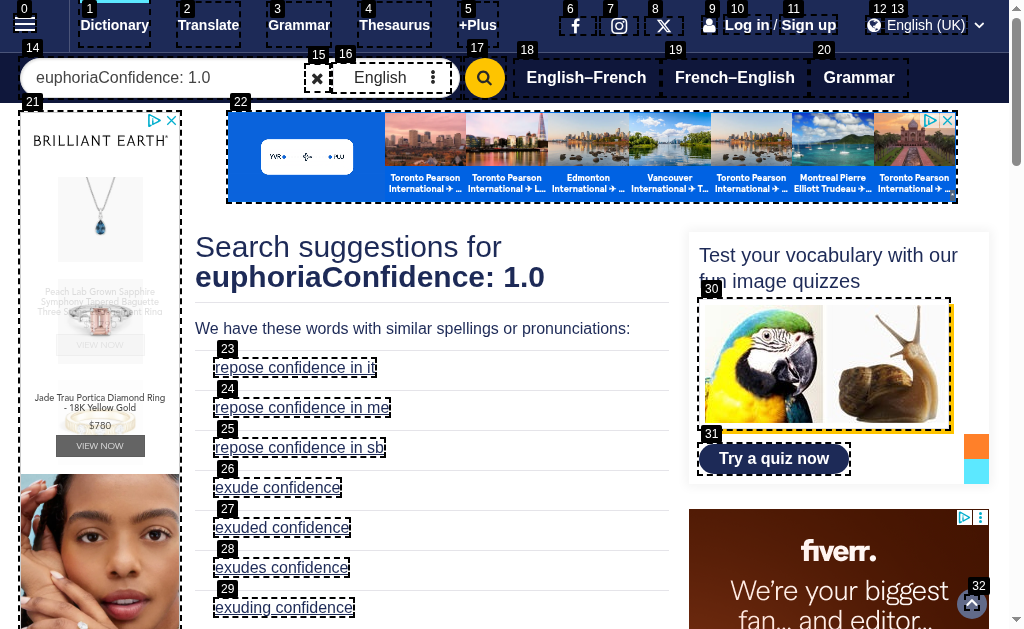 0 1 2 3 4 5 6 7 8 9 10 11 12 13
Dictionary Translate Grammar Thesaurus +Plus Log in / Sign up English (UK)
14 15 16 17 18 19 20
euphoriaConfidence: 1.0 English English–French French–English Grammar
21 22
BRILLIANT EARTH
YVR PLU
Toronto Pearson International ✈ ...
Toronto Pearson International ✈ L...
Edmonton International ✈ ...
Vancouver International ✈ T...
Toronto Pearson International ✈ ...
Montreal Pierre Elliott Trudeau ✈...
Toronto Pearson International ✈ ...
Peach Lab Grown Sapphire
Symphony Tapered Baguette
VIEW NOW
Jade Trau Portica Diamond Ring
- 18K Yellow Gold
$780
VIEW NOW
Search suggestions for
euphoriaConfidence: 1.0
We have these words with similar spellings or pronunciations:
23
repose confidence in it
24
repose confidence in me
25
repose confidence in sb
26
exude confidence
27
exuded confidence
28
exudes confidence
29
exuding confidence
Test your vocabulary with our
fun image quizzes
30
31
Try a quiz now
fiverr.
We're your biggest
fan... and editor...
32